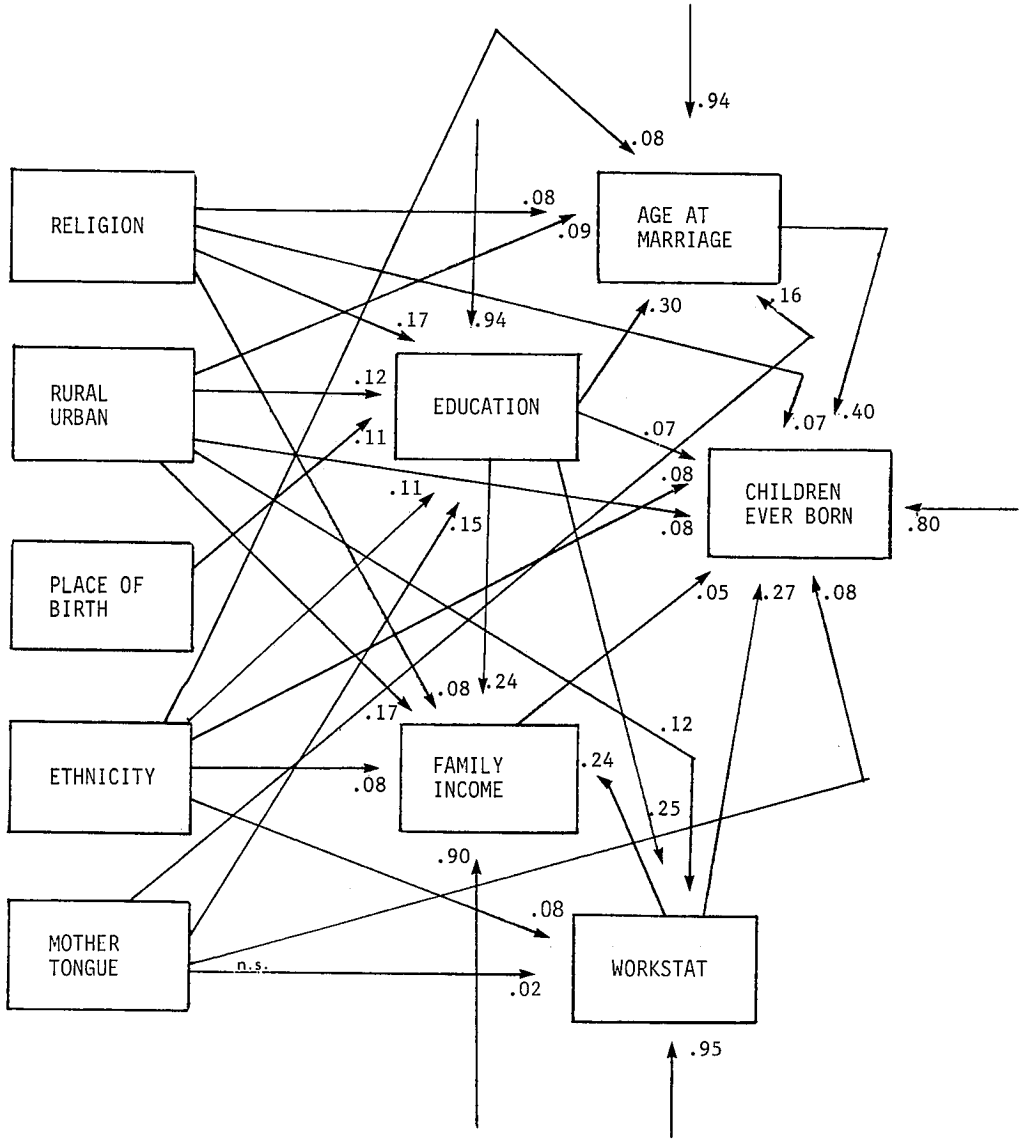 .94
.08
RELIGION
.08
.09
AGE AT
MARRIAGE
.30
.16
.17
.94
RURAL
URBAN
.12
.11
EDUCATION
.07
.07
.40
.11
.15
.08
.08
CHILDREN
EVER BORN
.80
PLACE OF
BIRTH
.05
.27
.08
.17
.08
.24
.12
ETHNICITY
.08
FAMILY
INCOME
.24
.25
.90
.08
MOTHER
TONGUE
n.s.
.02
WORKSTAT
.95